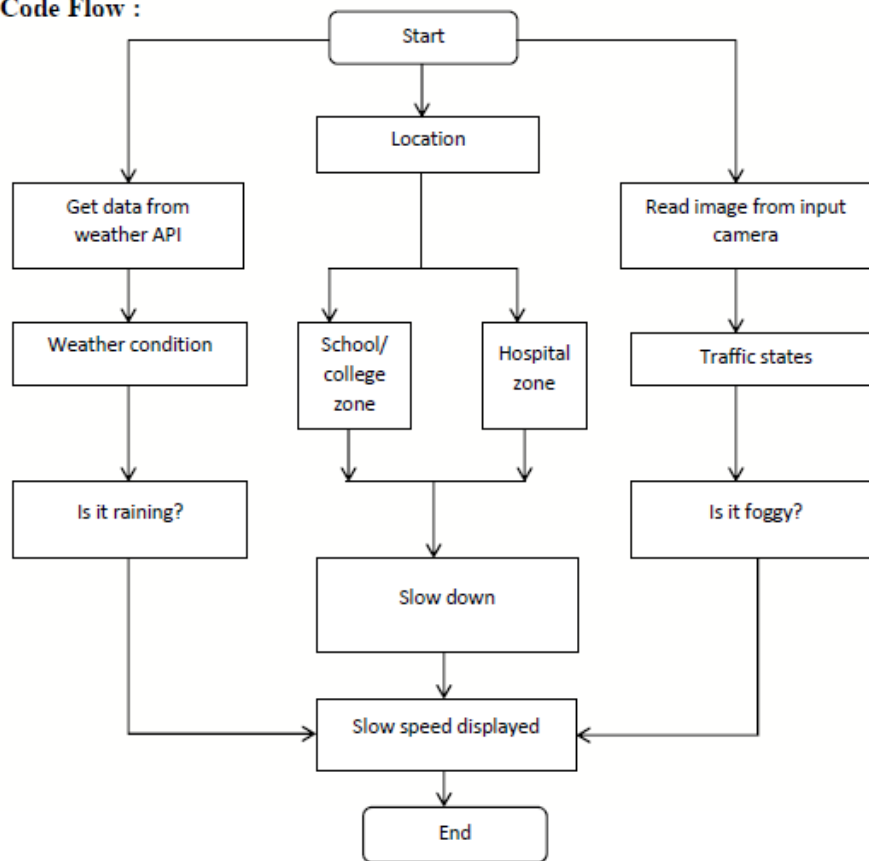 Code Flow :
Start
Location
Get data from
weather API
Read image from input
camera
Weather condition
School/
college
zone
Hospital
zone
Traffic states
Is it raining?
Is it foggy?
Slow down
Slow speed displayed
End